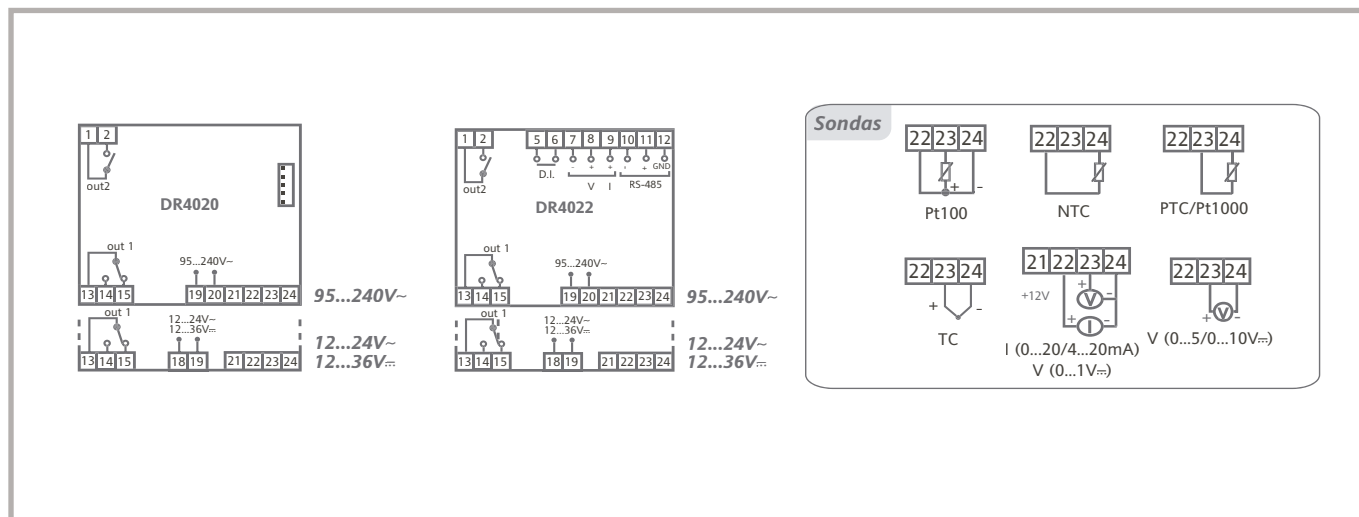 1 2
out2
DR4020
out 1
95...240V~
13 14 15 19 20 21 22 23 24
95...240V~
out 1
12...24V~
12...36V⎓
13 14 15 18 19 21 22 23 24
12...24V~
12...36V⎓
1 2 5 6 7 8 9 10 11 12
- + + - + GND
D.I. V I RS-485
out2
DR4022
out 1
95...240V~
13 14 15 19 20 21 22 23 24
95...240V~
out 1
12...24V~
12...36V⎓
13 14 15 18 19 21 22 23 24
12...24V~
12...36V⎓
Sondas
22 23 24
+ -
Pt100
22 23 24
NTC
22 23 24
PTC/Pt1000
22 23 24
+ -
TC
21 22 23 24
+12V
+ V -
+ I -
I (0...20/4...20mA)
V (0...1V⎓)
22 23 24
+ V -
V (0...5/0...10V⎓)